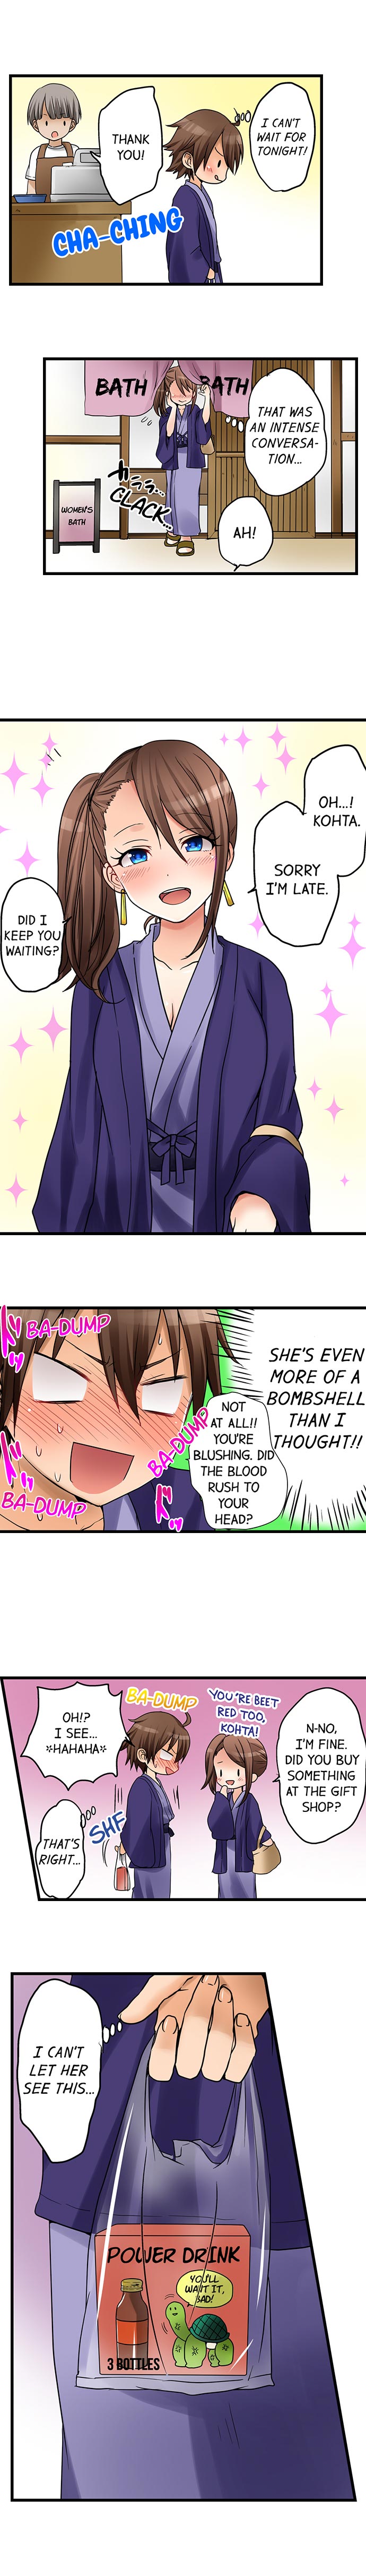 I CAN'T
WAIT FOR
TONIGHT!
THANK
YOU!
CHA-CHING
BATH BATH
THAT WAS
AN INTENSE
CONVERSA-
TION...
CLACK..
WOMEN'S
BATH
AH!
OH...!
KOHTA.
SORRY
I'M LATE.
DID I
KEEP YOU
WAITING?
SHE'S EVEN
MORE OF A
BOMBSHELL
THAN I
THOUGHT!!
BA-DUMP
NOT
AT ALL!!
YOU'RE
BLUSHING. DID
THE BLOOD
RUSH TO
YOUR
HEAD?
BA-DUMP
BA-DUMP
N-NO,
I'M FINE.
DID YOU BUY
SOMETHING
AT THE GIFT
SHOP?
YOU'RE BEET
RED TOO,
KOHTA!
BA-DUMP
OH!?
I SEE...
*HAHAHA*
SHF
THAT'S
RIGHT...
I CAN'T
LET HER
SEE THIS...
POWER DRINK
YOU'LL
WA<!-- -->NT IT,
BAD!
3 BOTTLES